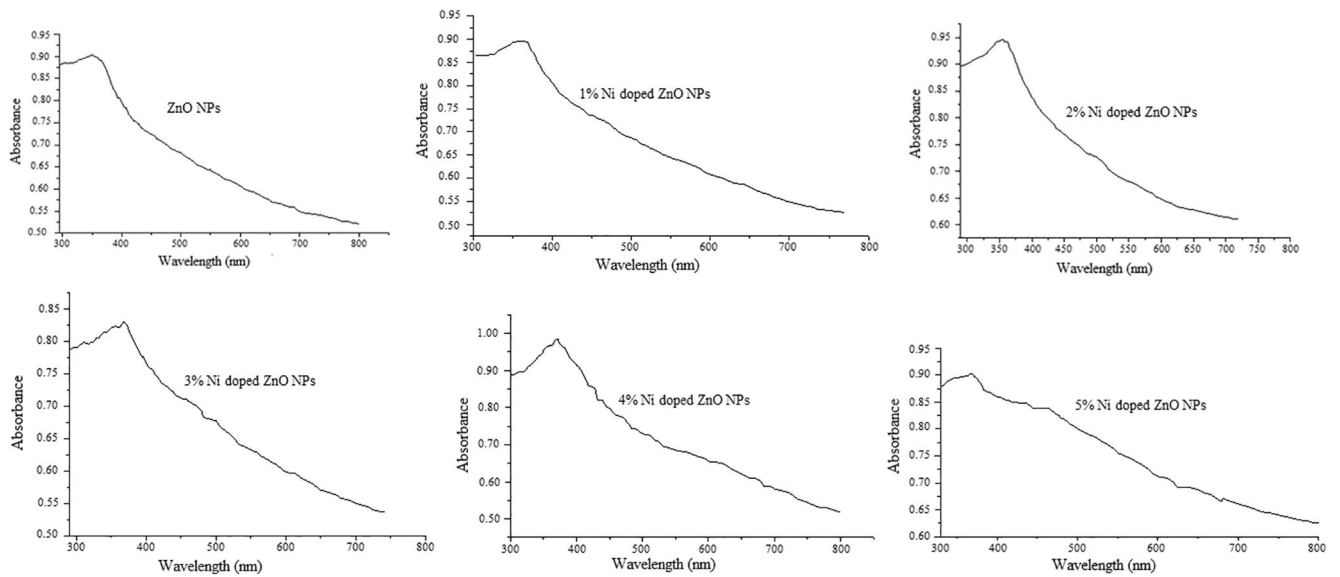 0.95
0.90
0.85
0.80
0.75
0.70
0.65
0.60
0.55
0.50
Absorbance
ZnO NPs
300 400 500 600 700 800
Wavelength (nm)
0.95
0.90
0.85
0.80
0.75
0.70
0.65
0.60
0.55
0.50
Absorbance
1% Ni doped ZnO NPs
300 400 500 600 700 800
Wavelength (nm)
0.95
0.90
0.85
0.80
0.75
0.70
0.65
0.60
Absorbance
2% Ni doped ZnO NPs
300 350 400 450 500 550 600 650 700 750 800
Wavelength (nm)
0.85
0.80
0.75
0.70
0.65
0.60
0.55
0.50
Absorbance
3% Ni doped ZnO NPs
300 400 500 600 700 800
Wavelength (nm)
1.00
0.90
0.80
0.70
0.60
0.50
Absorbance
4% Ni doped ZnO NPs
300 400 500 600 700 800
Wavelength (nm)
0.95
0.90
0.85
0.80
0.75
0.70
0.65
0.60
Absorbance
5% Ni doped ZnO NPs
300 400 500 600 700 800
Wavelength (nm)